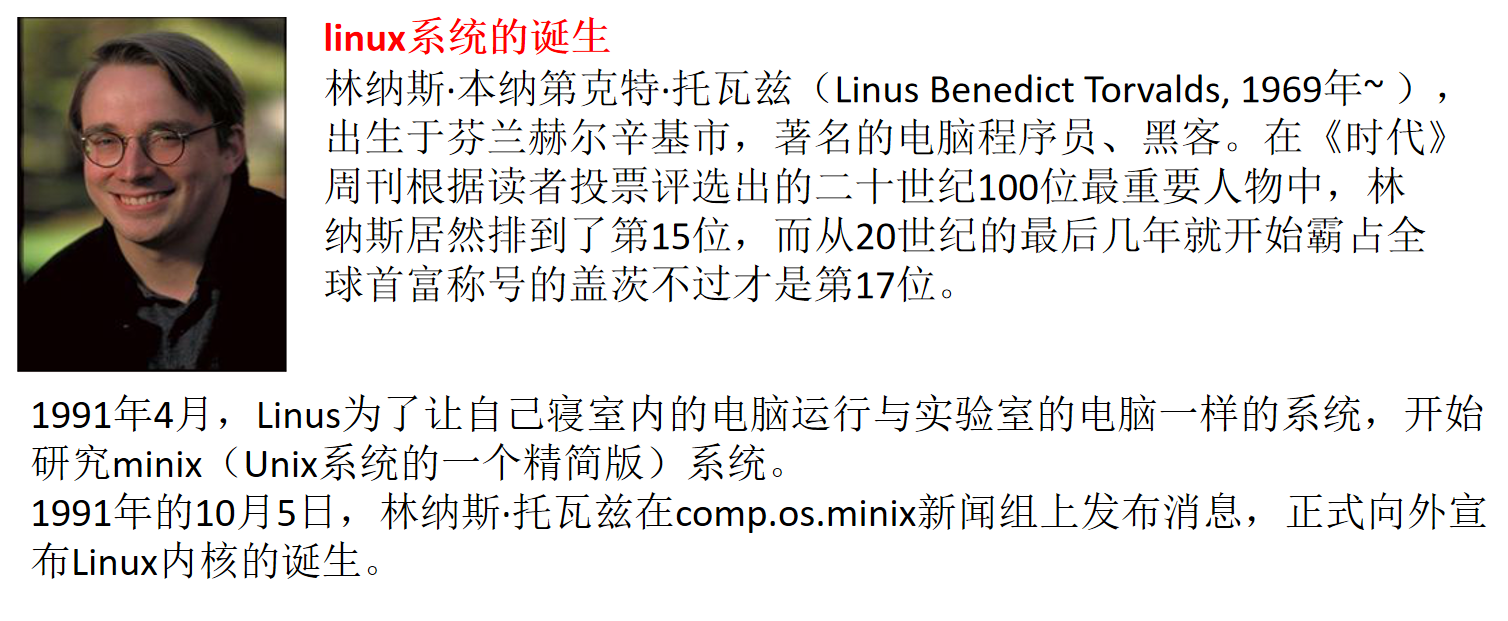 linux系统的诞生
林纳斯·本纳第克特·托瓦兹（Linus Benedict Torvalds, 1969年~ ），
出生于芬兰赫尔辛基市，著名的电脑程序员、黑客。在《时代》
周刊根据读者投票评选出的二十世纪100位最重要人物中，林
纳斯居然排到了第15位，而从20世纪的最后几年就开始霸占全
球首富称号的盖茨不过才是第17位。
1991年4月，Linus为了让自己寝室内的电脑运行与实验室的电脑一样的系统，开始
研究minix（Unix系统的一个精简版）系统。
1991年的10月5日，林纳斯·托瓦兹在comp.os.minix新闻组上发布消息，正式向外宣
布Linux内核的诞生。